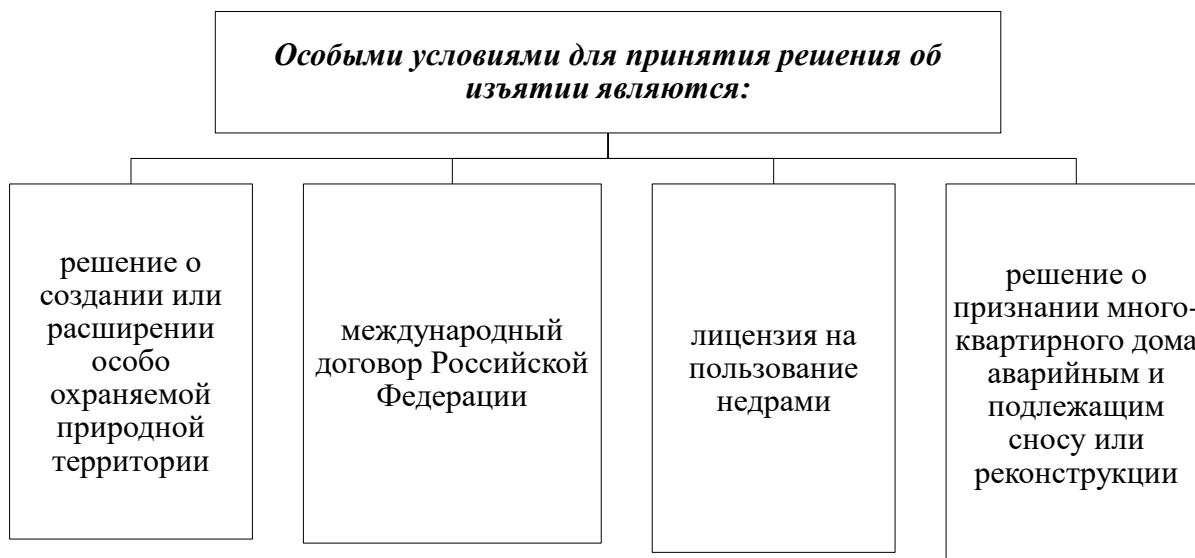 Особыми условиями для принятия решения об
изъятии являются:
решение о
создании или
расширении
особо
охраняемой
природной
территории
международный
договор Российской
Федерации
лицензия на
пользование
недрами
решение о
признании много-
квартирного дома
аварийным и
подлежащим
сносу или
реконструкции